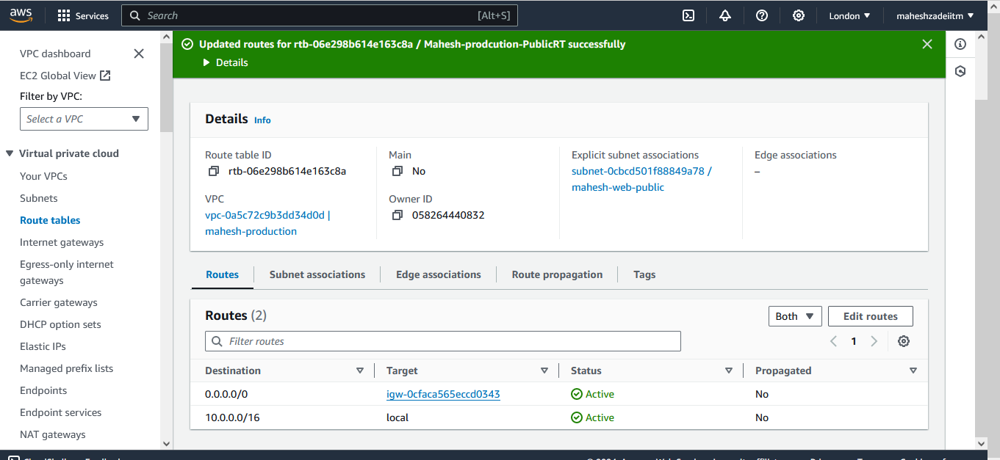 aws
Services
Search [Alt+S]
London
maheshzadeiitm
VPC dashboard
EC2 Global View
Filter by VPC:
Select a VPC
Virtual private cloud
Your VPCs
Subnets
Route tables
Internet gateways
Egress-only internet
gateways
Carrier gateways
DHCP option sets
Elastic IPs
Managed prefix lists
Endpoints
Endpoint services
NAT gateways
Updated routes for rtb-06e298b614e163c8a / Mahesh-prodcution-PublicRT successfully
Details
Details Info
Route table ID
rtb-06e298b614e163c8a
VPC
vpc-0a5c72c9b3dd34d0d |
mahesh-production
Main
No
Owner ID
058264440832
Explicit subnet associations
subnet-0cbcd501f88849a78 /
mahesh-web-public
Edge associations
–
Routes Subnet associations Edge associations Route propagation Tags
Routes (2)
Both Edit routes
Filter routes
1
Destination Target Status Propagated
0.0.0.0/0 igw-0cfaca565eccd0343 Active No
10.0.0.0/16 local Active No